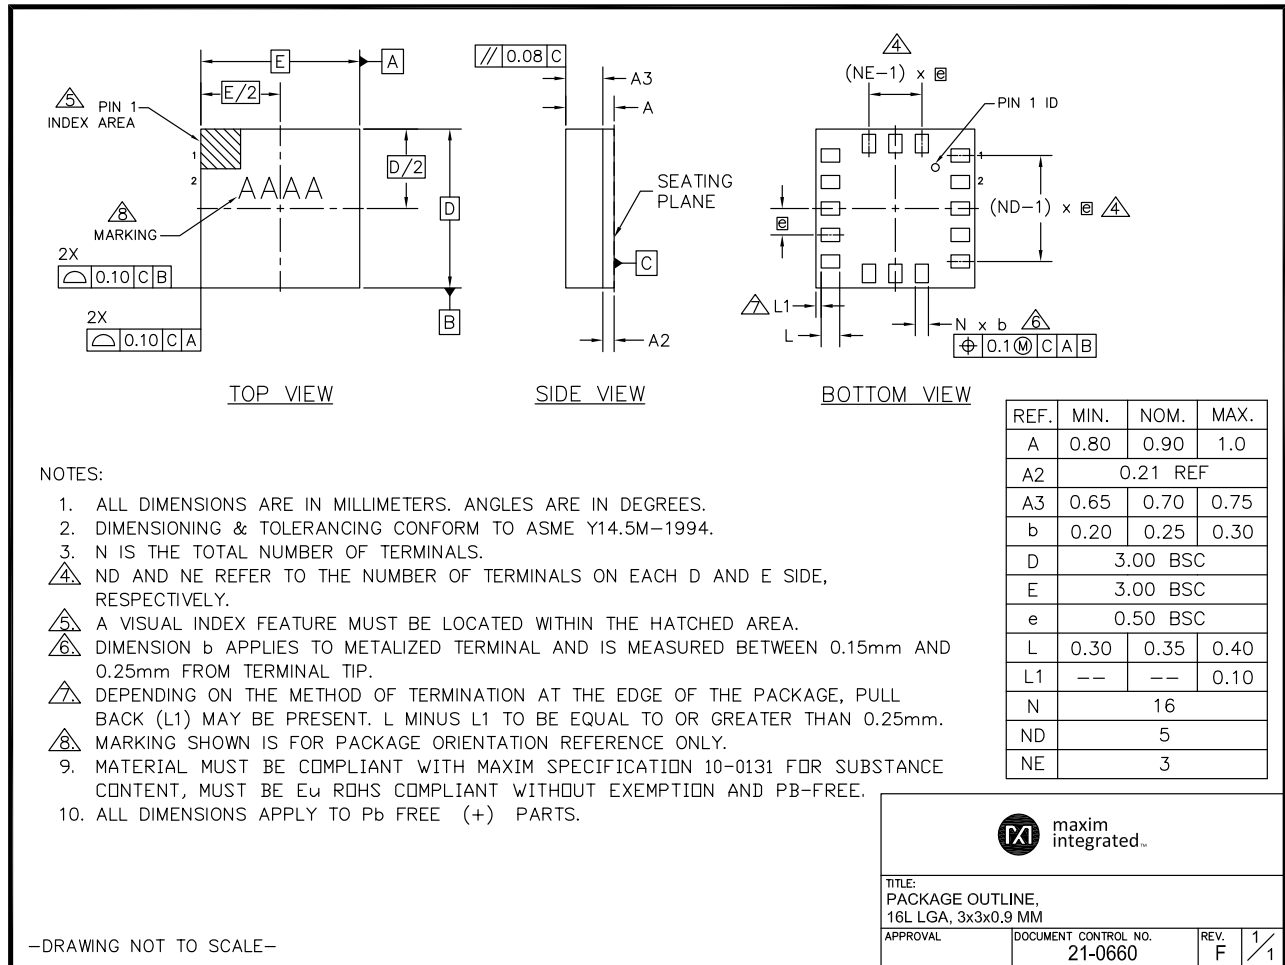 E
A
E/2
5 PIN 1
INDEX AREA
1
2
AAAA
D/2
D
8
MARKING
2X
0.10 C B
2X
0.10 C A
B
TOP VIEW
// 0.08 C
A3
A
SEATING
PLANE
C
A2
SIDE VIEW
4
(NE-1) x e
PIN 1 ID
1
2
(ND-1) x e 4
e
7 L1
L
N x b 6
⌖ 0.1 Ⓜ C A B
BOTTOM VIEW
REF. MIN. NOM. MAX.
A 0.80 0.90 1.0
A2 0.21 REF
A3 0.65 0.70 0.75
b 0.20 0.25 0.30
D 3.00 BSC
E 3.00 BSC
e 0.50 BSC
L 0.30 0.35 0.40
L1 -- -- 0.10
N 16
ND 5
NE 3
NOTES:
1. ALL DIMENSIONS ARE IN MILLIMETERS. ANGLES ARE IN DEGREES.
2. DIMENSIONING & TOLERANCING CONFORM TO ASME Y14.5M-1994.
3. N IS THE TOTAL NUMBER OF TERMINALS.
4. ND AND NE REFER TO THE NUMBER OF TERMINALS ON EACH D AND E SIDE,
RESPECTIVELY.
5. A VISUAL INDEX FEATURE MUST BE LOCATED WITHIN THE HATCHED AREA.
6. DIMENSION b APPLIES TO METALIZED TERMINAL AND IS MEASURED BETWEEN 0.15mm AND
0.25mm FROM TERMINAL TIP.
7. DEPENDING ON THE METHOD OF TERMINATION AT THE EDGE OF THE PACKAGE, PULL
BACK (L1) MAY BE PRESENT. L MINUS L1 TO BE EQUAL TO OR GREATER THAN 0.25mm.
8. MARKING SHOWN IS FOR PACKAGE ORIENTATION REFERENCE ONLY.
9. MATERIAL MUST BE COMPLIANT WITH MAXIM SPECIFICATION 10-0131 FOR SUBSTANCE
CONTENT, MUST BE Eu ROHS COMPLIANT WITHOUT EXEMPTION AND PB-FREE.
10. ALL DIMENSIONS APPLY TO Pb FREE (+) PARTS.
maxim
integrated™
TITLE:
PACKAGE OUTLINE,
16L LGA, 3x3x0.9 MM
APPROVAL
DOCUMENT CONTROL NO.
21-0660
REV.
F
1/1
-DRAWING NOT TO SCALE-